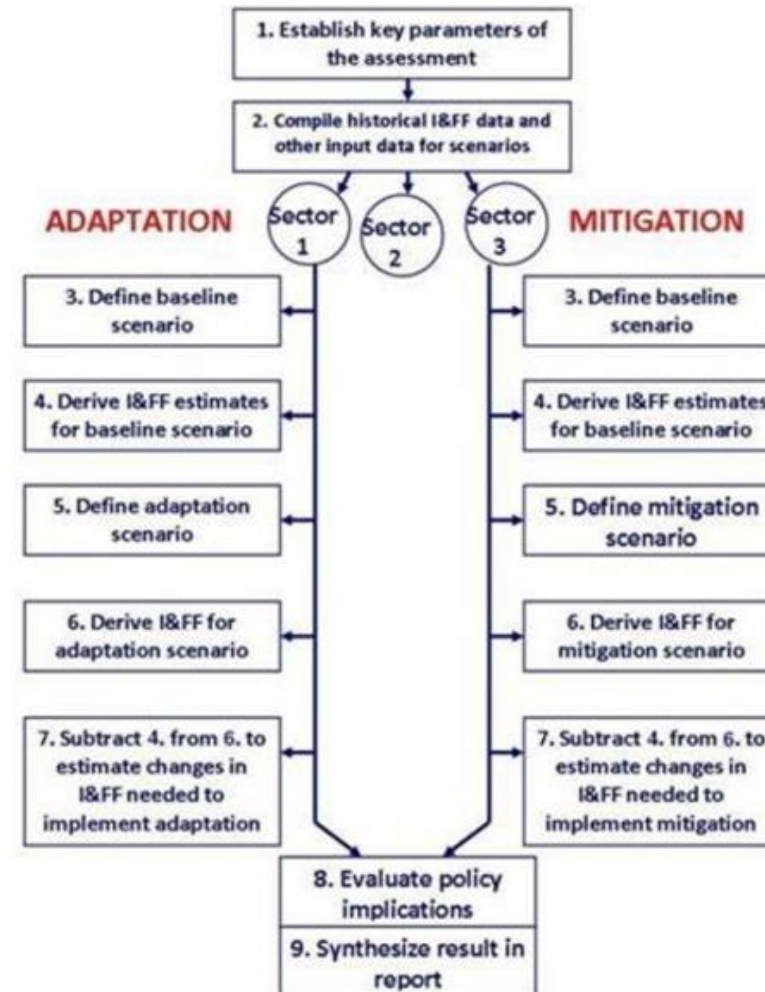 1. Establish key parameters of
the assessment
2. Compile historical I&FF data and
other input data for scenarios
ADAPTATION
Sector
1
Sector
2
Sector
3
MITIGATION
3. Define baseline
scenario
4. Derive I&FF estimates
for baseline scenario
5. Define adaptation
scenario
6. Derive I&FF for
adaptation scenario
7. Subtract 4. from 6. to
estimate changes in
I&FF needed to
implement adaptation
3. Define baseline
scenario
4. Derive I&FF estimates
for baseline scenario
5. Define mitigation
scenario
6. Derive I&FF for
mitigation scenario
7. Subtract 4. from 6. to
estimate changes in
I&FF needed to
implement mitigation
8. Evaluate policy
implications
9. Synthesize result in
report